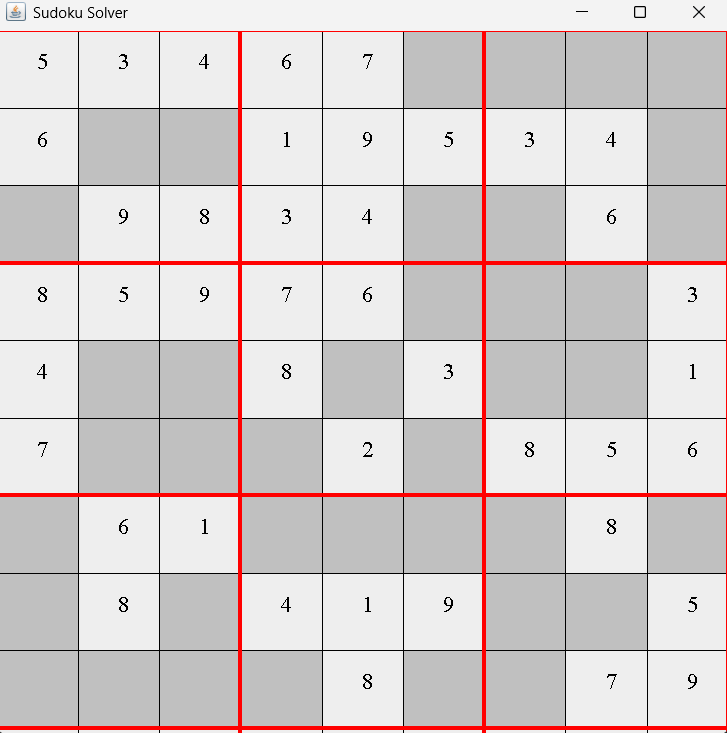 Sudoku Solver
5 3 4 6 7
6 1 9 5 3 4
9 8 3 4 6
8 5 9 7 6 3
4 8 3 1
7 2 8 5 6
6 1 8
8 4 1 9 5
8 7 9